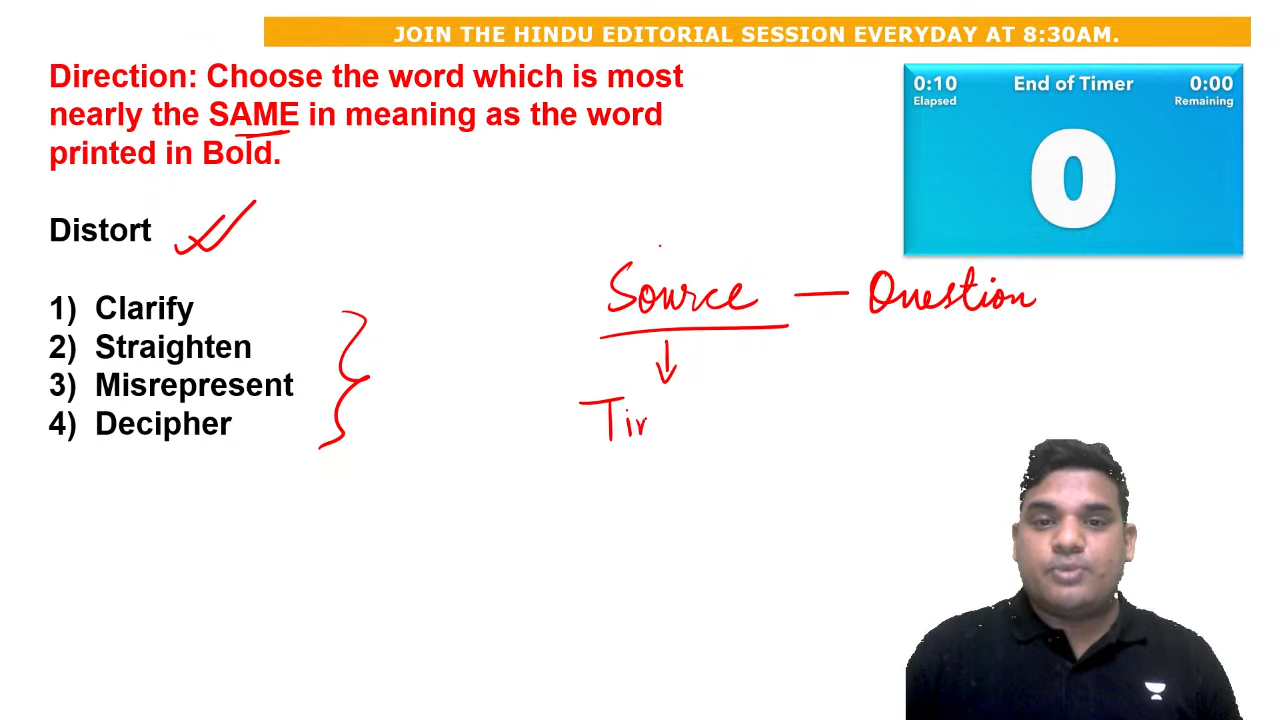 JOIN THE HINDU EDITORIAL SESSION EVERYDAY AT 8:30AM.
Direction: Choose the word which is most
nearly the SAME in meaning as the word
printed in Bold.
0:10 End of Timer 0:00
Elapsed Remaining
0
Distort
1) Clarify
2) Straighten
3) Misrepresent
4) Decipher
Source — Question